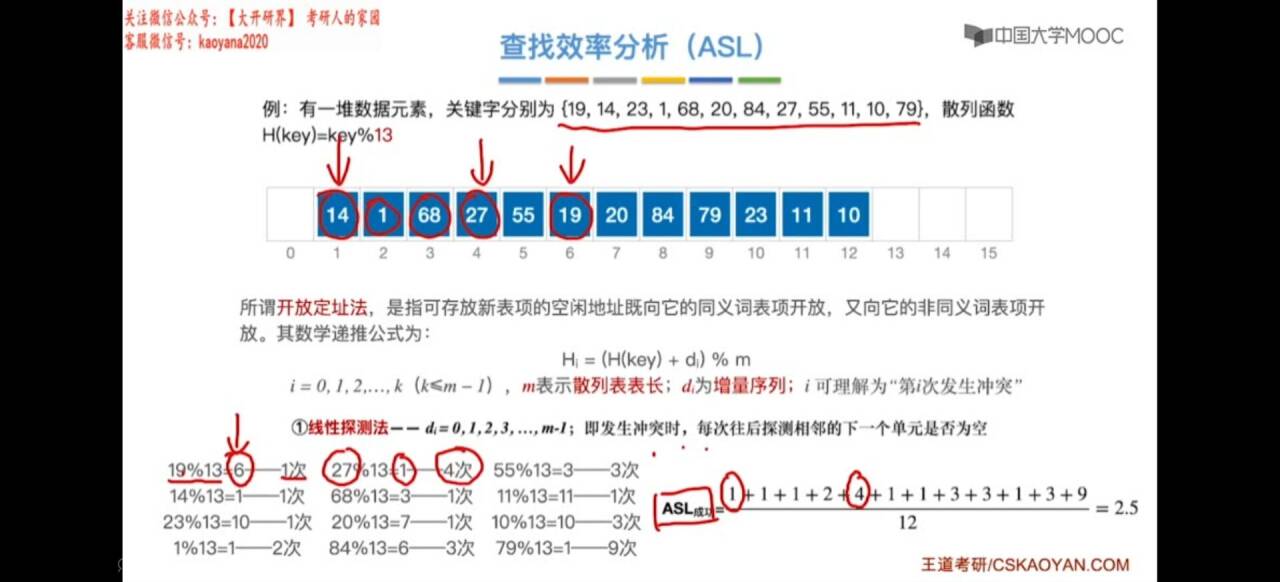 关注微信公众号：【大开研界】 考研人的家园
客服微信号：kaoyana2020
中国大学MOOC
查找效率分析（ASL）
例：有一堆数据元素，关键字分别为 {19, 14, 23, 1, 68, 20, 84, 27, 55, 11, 10, 79}，散列函数
H(key)=key%13
14 1 68 27 55 19 20 84 79 23 11 10
0 1 2 3 4 5 6 7 8 9 10 11 12 13 14 15
所谓开放定址法，是指可存放新表项的空闲地址既向它的同义词表项开放，又向它的非同义词表项开
放。其数学递推公式为：
Hᵢ = (H(key) + dᵢ) % m
i = 0, 1, 2,…, k（k≤m − 1），m表示散列表表长；dᵢ为增量序列；i 可理解为“第i次发生冲突”
①线性探测法—— dᵢ= 0, 1, 2, 3, …, m-1；即发生冲突时，每次往后探测相邻的下一个单元是否为空
19%13=6——1次 27%13=1——4次 55%13=3——3次
14%13=1——1次 68%13=3——1次 11%13=11——1次
23%13=10——1次 20%13=7——1次 10%13=10——3次
1%13=1——2次 84%13=6——3次 79%13=1——9次
ASL成功= 1 + 1 + 1 + 2 + 4 + 1 + 1 + 3 + 3 + 1 + 3 + 9 / 12 = 2.5
王道考研/CSKAOYAN.COM